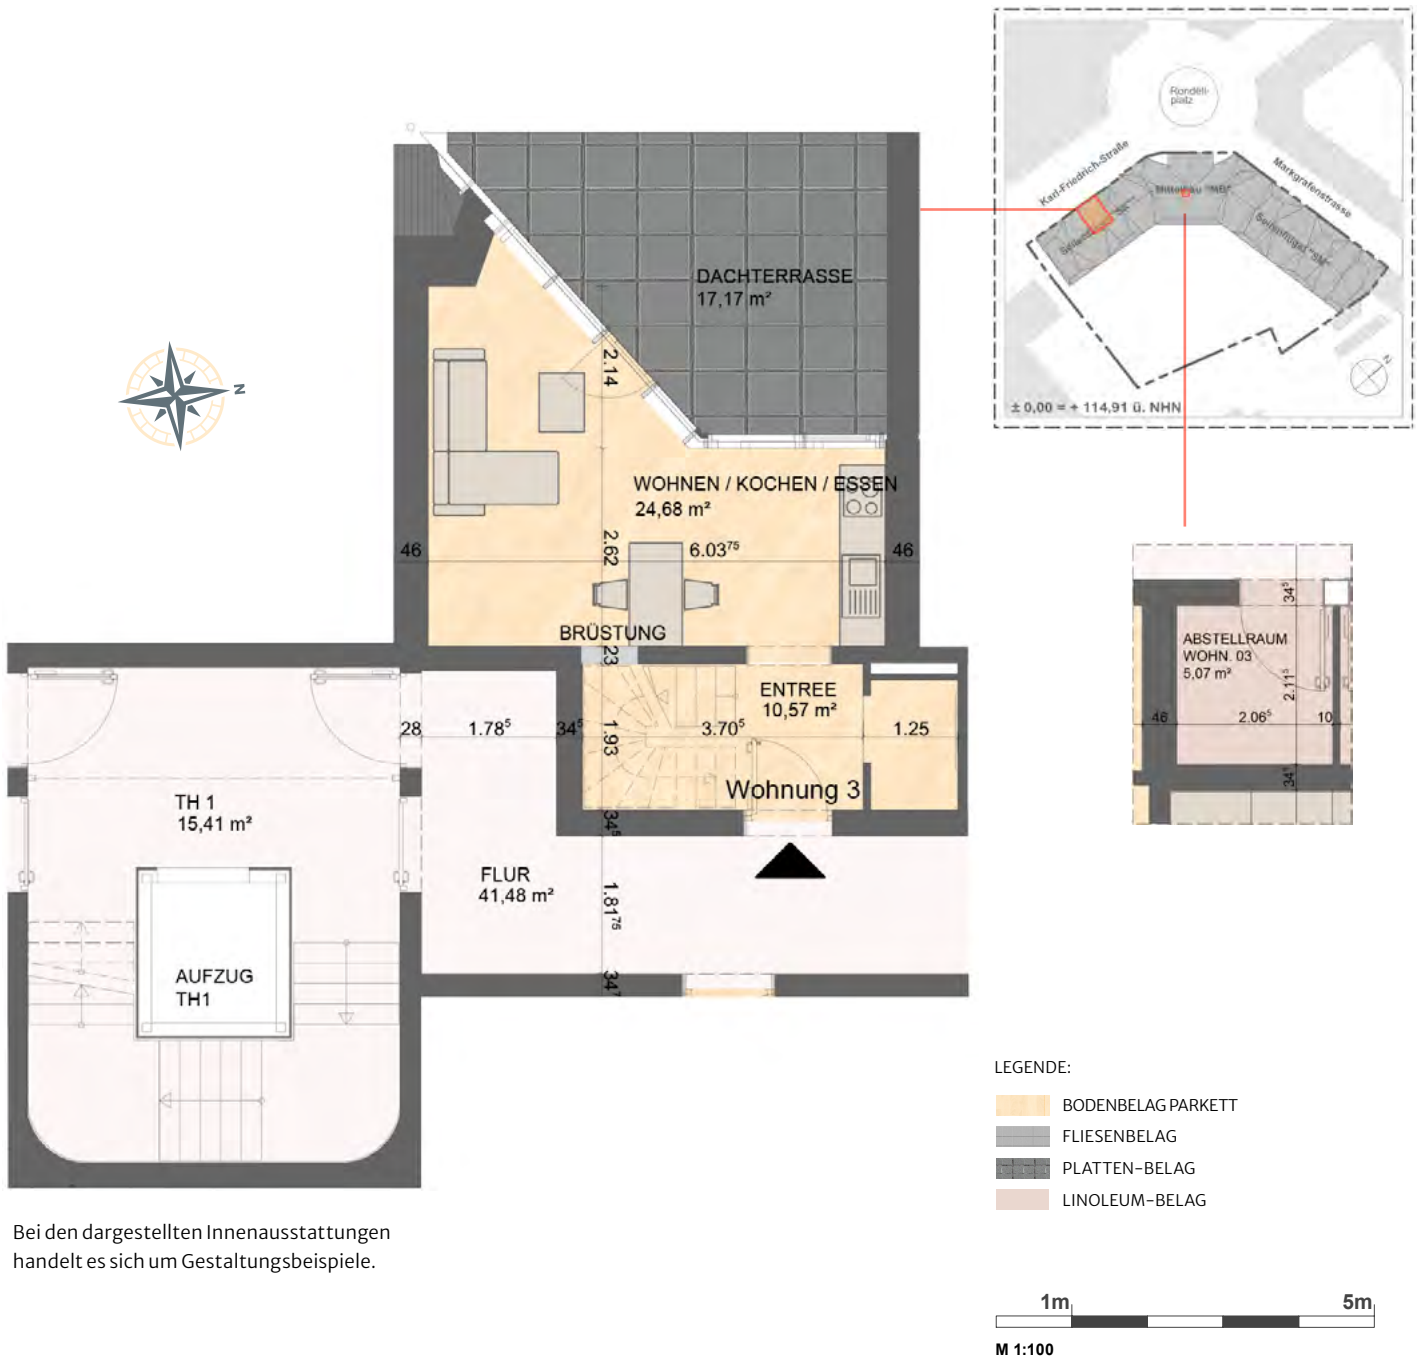 Rondell-
platz
Karl-Friedrich-Straße
Markgrafenstrasse
Mittelbau "MB"
Seitenflügel "SM"
N
± 0,00 = + 114,91 ü. NHN
DACHTERRASSE
17,17 m²
N
2.14
WOHNEN / KOCHEN / ESSEN
24,68 m²
46
2.62
6.03⁷⁵
46
BRÜSTUNG
23
ENTREE
10,57 m²
28
1.78⁵
34⁵
1.93
3.70⁵
1.25
Wohnung 3
34⁵
TH 1
15,41 m²
FLUR
41,48 m²
1.81⁷⁵
AUFZUG
TH1
34⁷
34⁵
ABSTELLRAUM
WOHN. 03
5,07 m²
2.11⁵
46
2.06⁵
10
LEGENDE:
BODENBELAG PARKETT
FLIESENBELAG
PLATTEN-BELAG
LINOLEUM-BELAG
Bei den dargestellten Innenausstattungen
handelt es sich um Gestaltungsbeispiele.
1m
5m
M 1:100